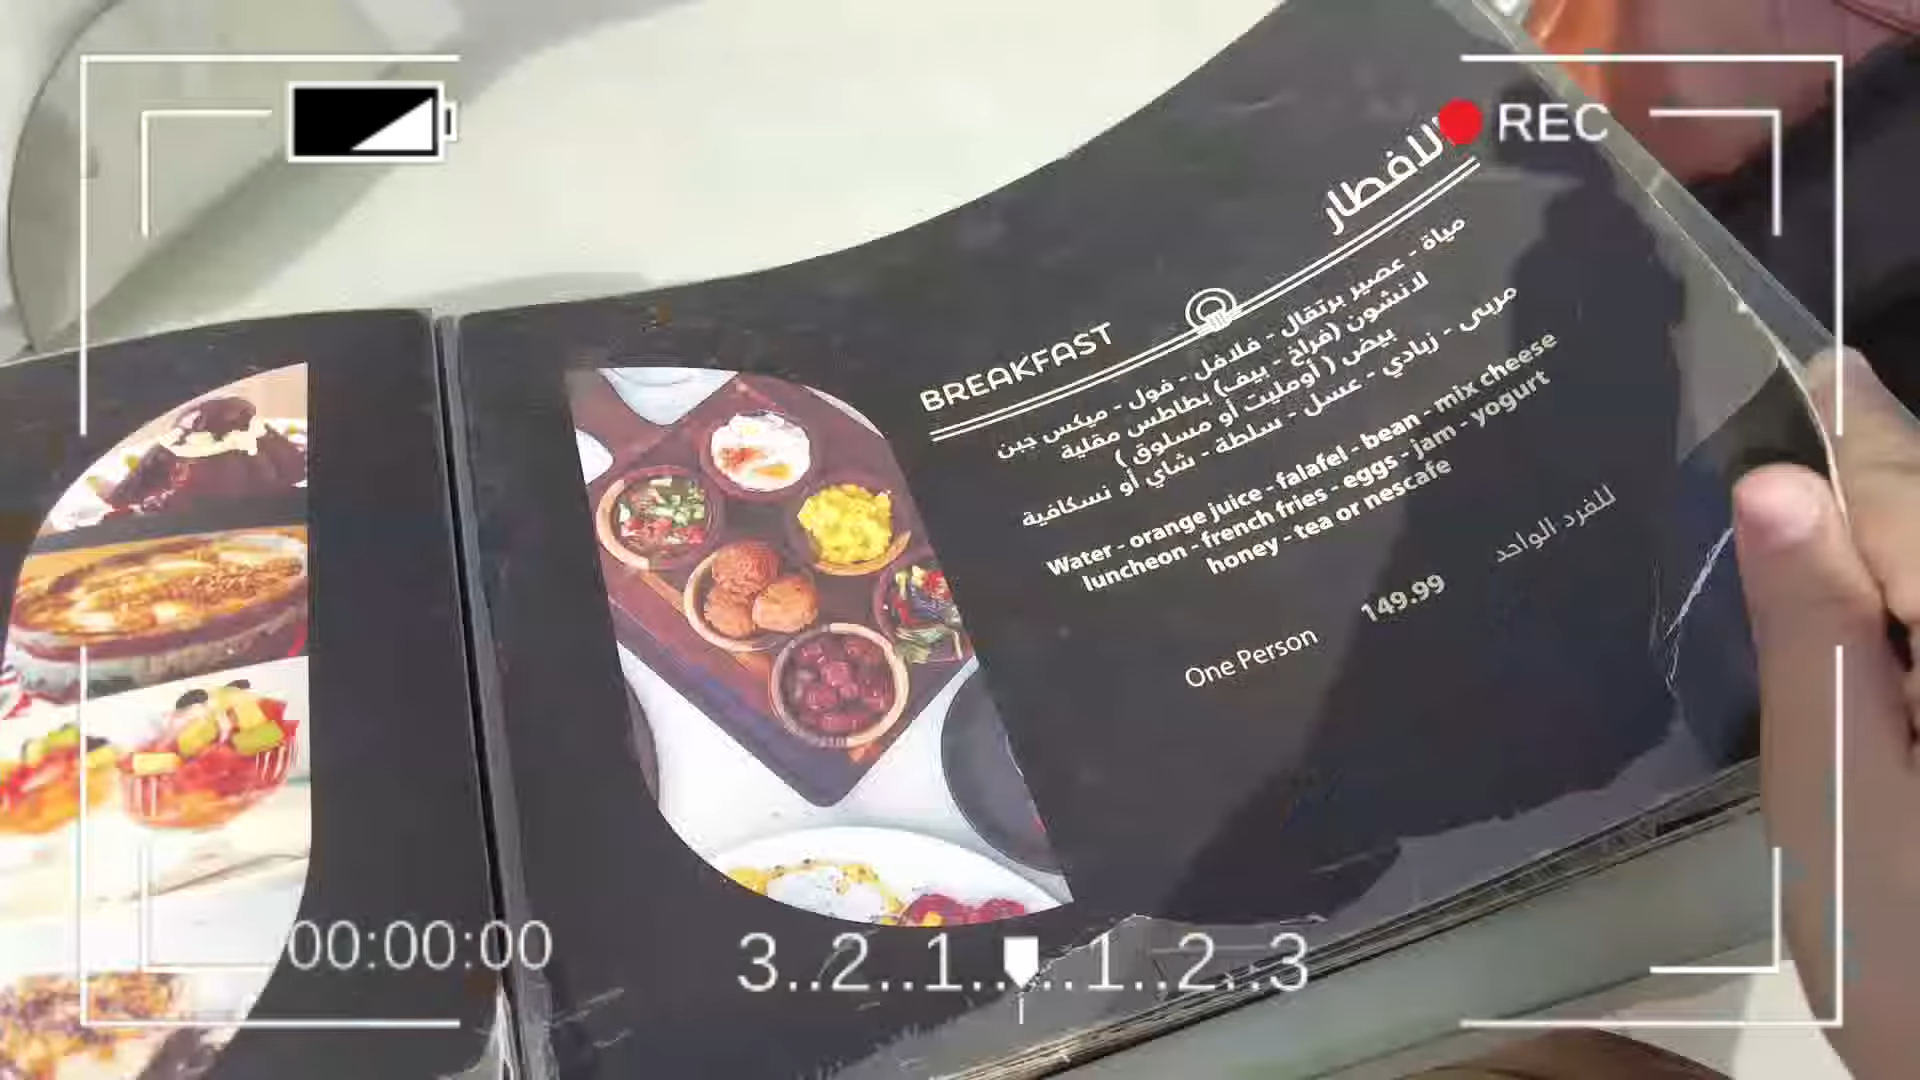 REC
الافطار
BREAKFAST
مياة - عصير برتقال - فلافل - فول - ميكس جبن
لانشون (فراخ - بيف) بطاطس مقلية
بيض ( أومليت أو مسلوق )
مربى - زبادي - عسل - سلطة - شاي أو نسكافية
Water - orange juice - falafel - bean - mix cheese
luncheon - french fries - eggs - jam - yogurt
honey - tea or nescafe
One Person 149.99 للفرد الواحد
00:00:00
3..2..1.. ..1..2..3